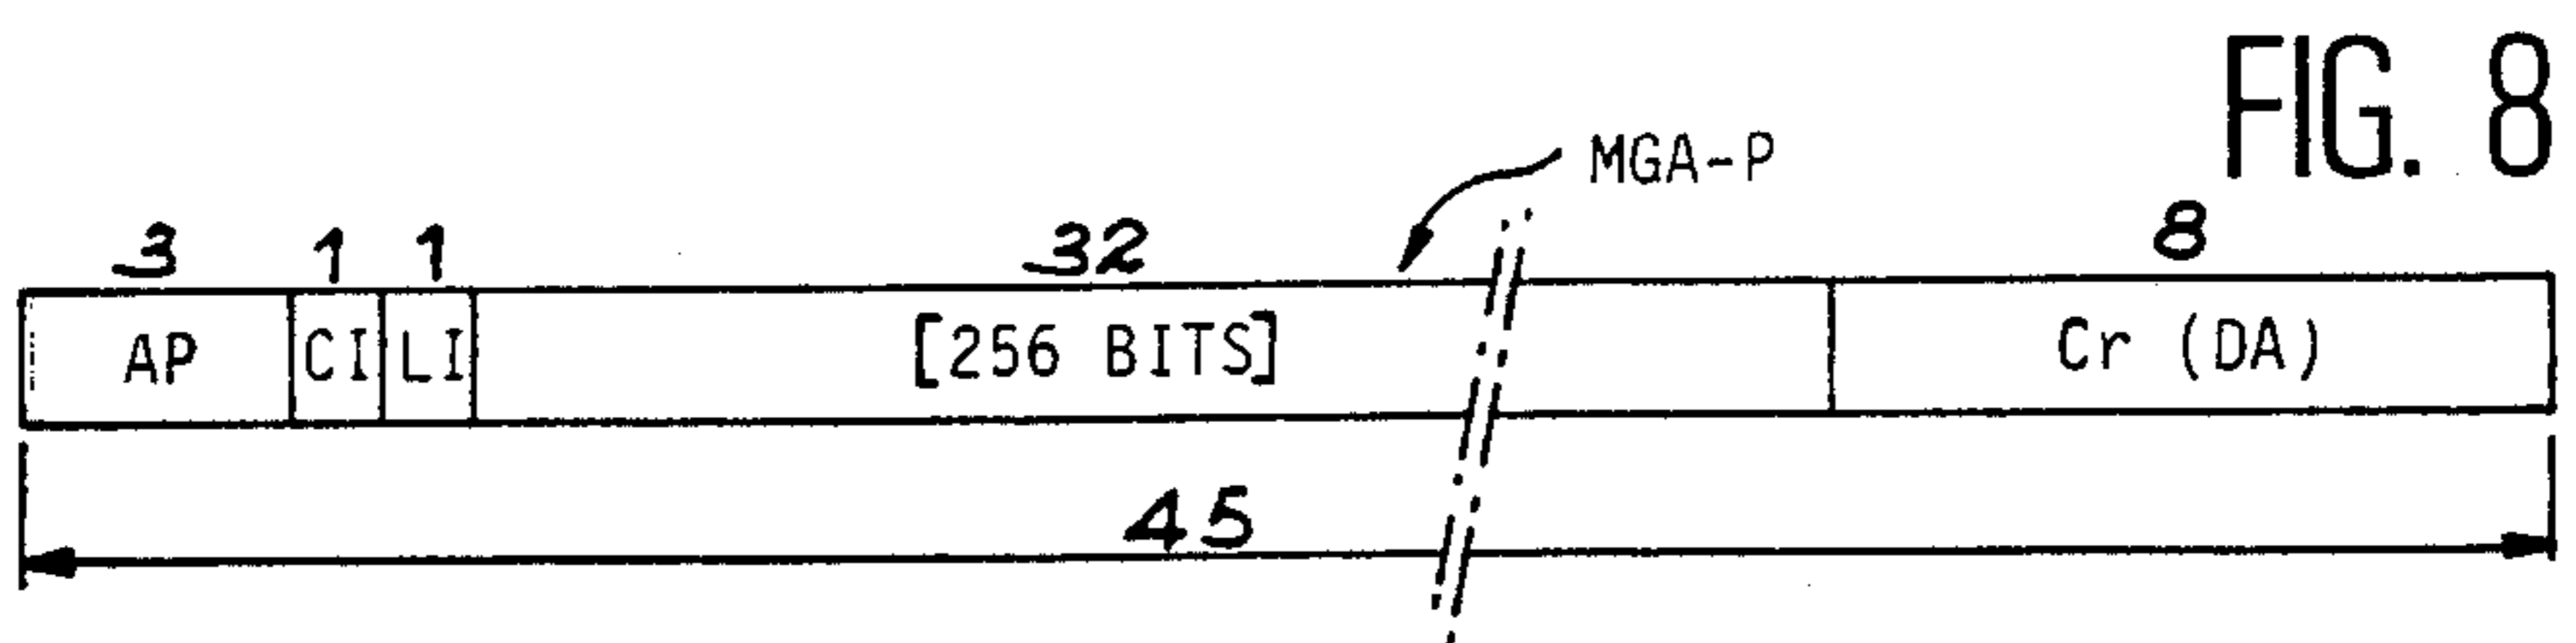 FIG. 8
MGA-P
3 1 1 32 8
AP CI LI [256 BITS] Cr (DA)
45